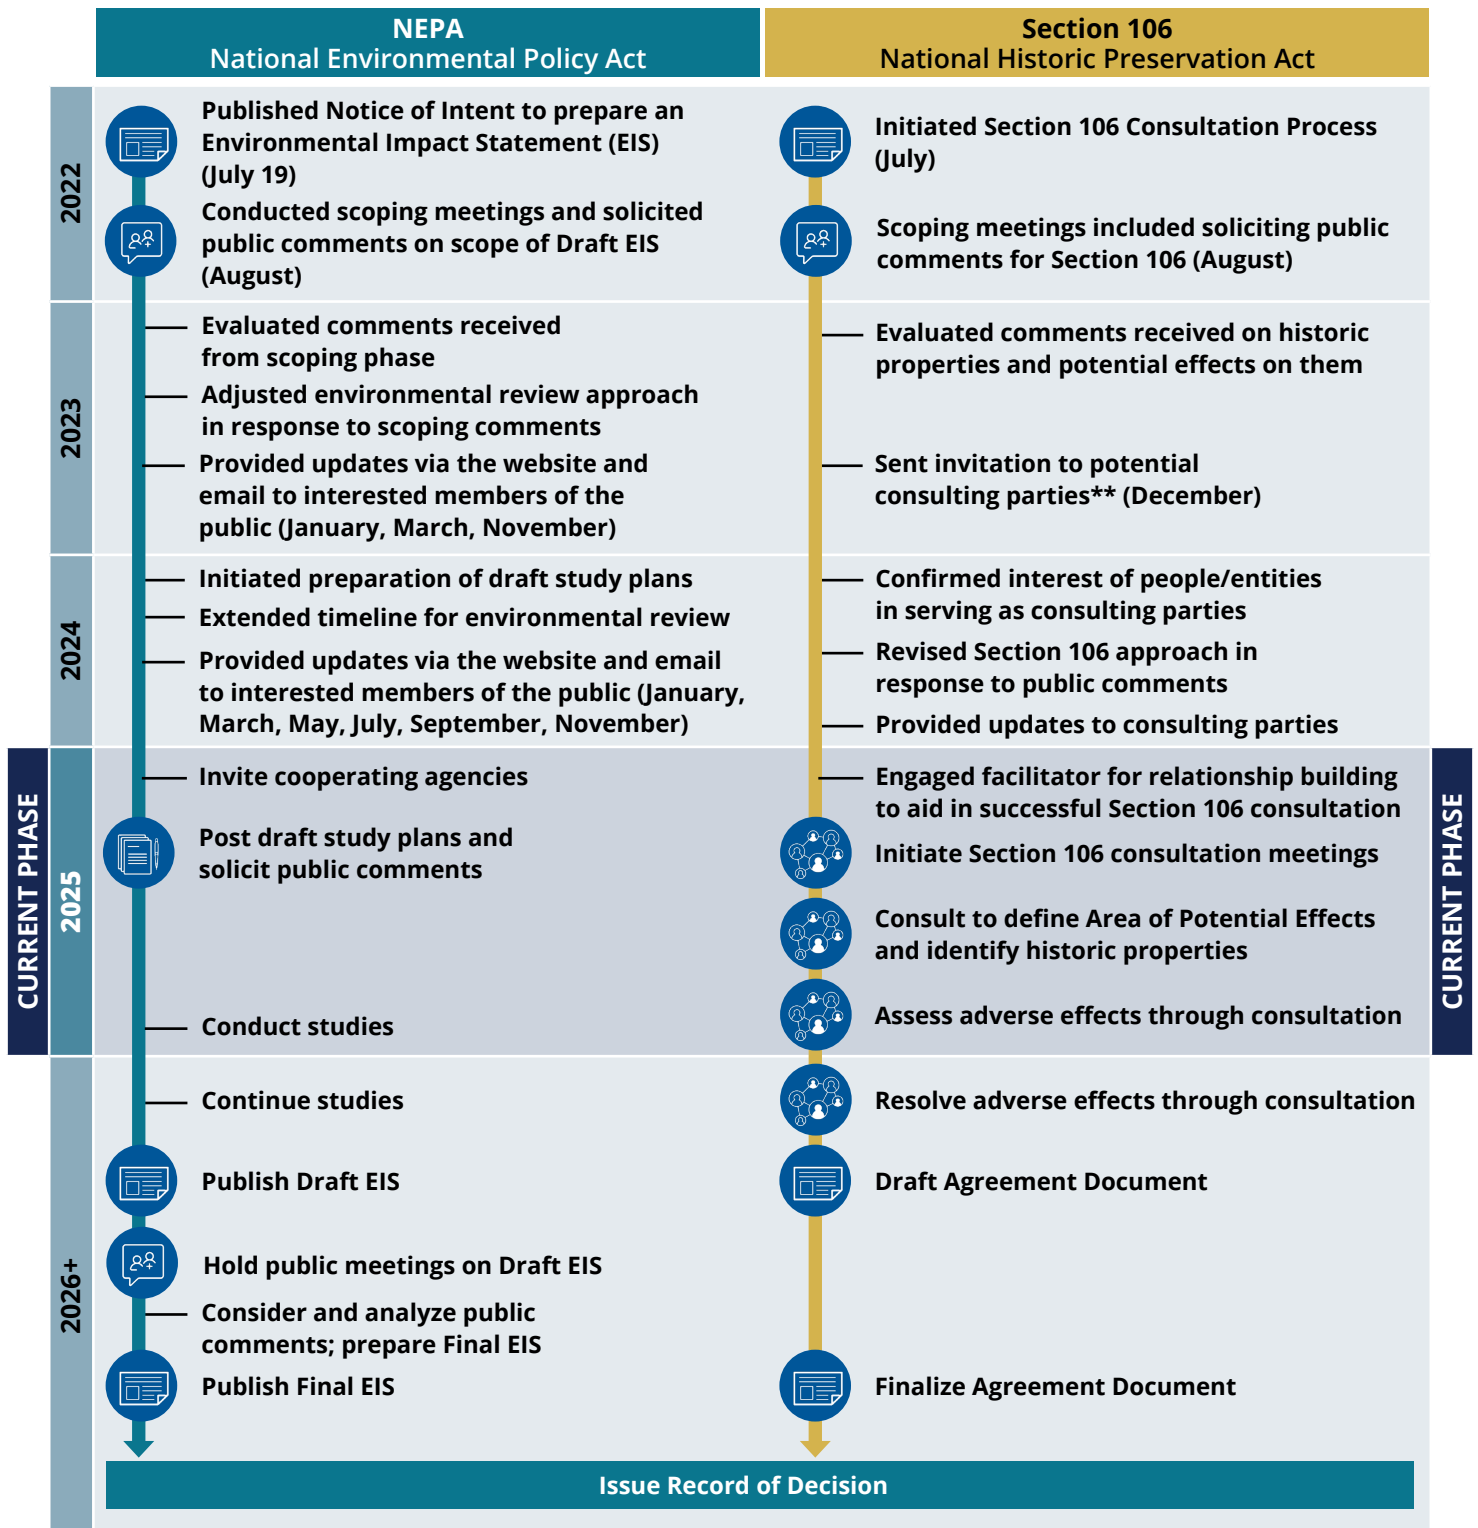 NEPA
National Environmental Policy Act
Section 106
National Historic Preservation Act
2022
Published Notice of Intent to prepare an
Environmental Impact Statement (EIS)
(July 19)
Conducted scoping meetings and solicited
public comments on scope of Draft EIS
(August)
Initiated Section 106 Consultation Process
(July)
Scoping meetings included soliciting public
comments for Section 106 (August)
2023
Evaluated comments received
from scoping phase
Adjusted environmental review approach
in response to scoping comments
Provided updates via the website and
email to interested members of the
public (January, March, November)
Evaluated comments received on historic
properties and potential effects on them
Sent invitation to potential
consulting parties** (December)
2024
Initiated preparation of draft study plans
Extended timeline for environmental review
Provided updates via the website and email
to interested members of the public (January,
March, May, July, September, November)
Confirmed interest of people/entities
in serving as consulting parties
Revised Section 106 approach in
response to public comments
Provided updates to consulting parties
CURRENT PHASE
2025
Invite cooperating agencies
Post draft study plans and
solicit public comments
Conduct studies
Engaged facilitator for relationship building
to aid in successful Section 106 consultation
Initiate Section 106 consultation meetings
Consult to define Area of Potential Effects
and identify historic properties
Assess adverse effects through consultation
CURRENT PHASE
2026+
Continue studies
Publish Draft EIS
Hold public meetings on Draft EIS
Consider and analyze public
comments; prepare Final EIS
Publish Final EIS
Resolve adverse effects through consultation
Draft Agreement Document
Finalize Agreement Document
Issue Record of Decision